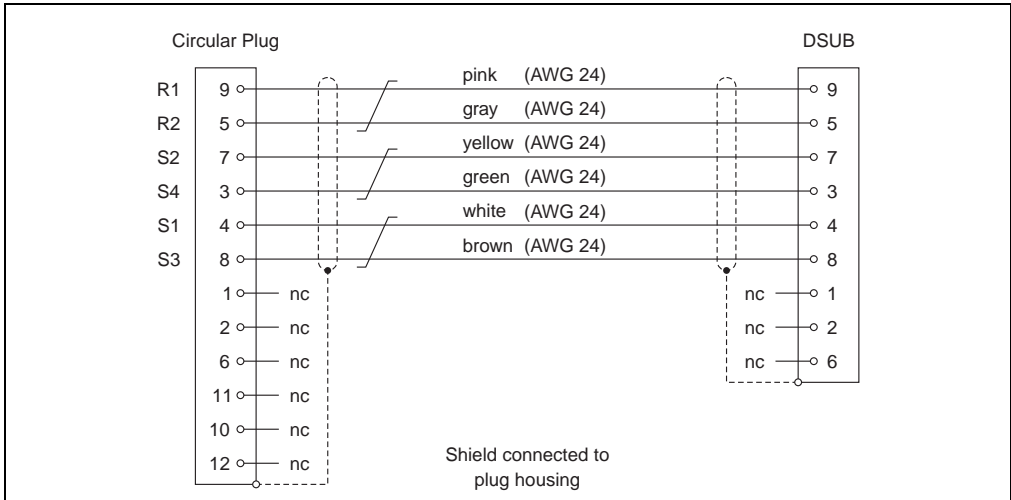 Circular Plug DSUB
R1 9 pink (AWG 24) 9
R2 5 gray (AWG 24) 5
S2 7 yellow (AWG 24) 7
S4 3 green (AWG 24) 3
S1 4 white (AWG 24) 4
S3 8 brown (AWG 24) 8
1 nc nc 1
2 nc nc 2
6 nc nc 6
11 nc
10 nc
12 nc
Shield connected to
plug housing